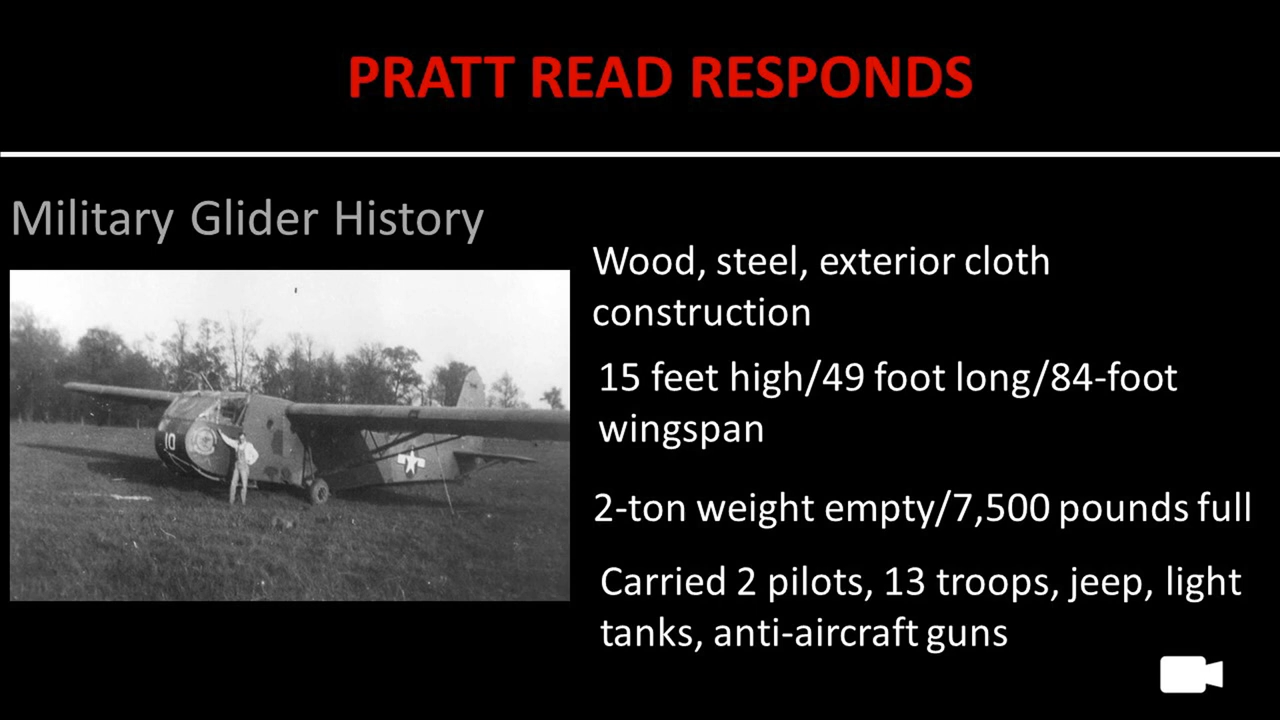 PRATT READ RESPONDS
Military Glider History
Wood, steel, exterior cloth
construction
15 feet high/49 foot long/84-foot
wingspan
2-ton weight empty/7,500 pounds full
Carried 2 pilots, 13 troops, jeep, light
tanks, anti-aircraft guns
10